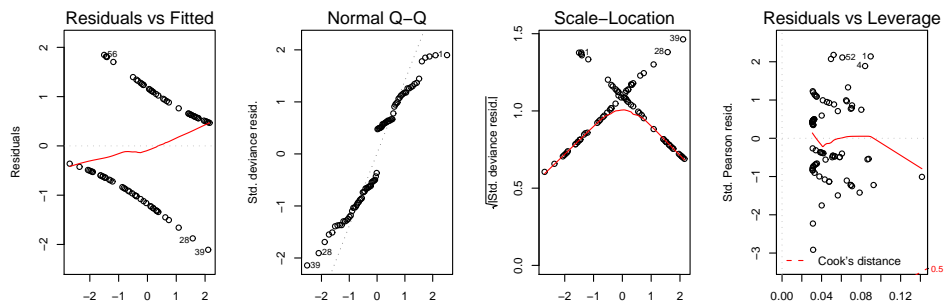 Residuals vs Fitted
Residuals
2
1
0
−1
−2
56
28
39
−2 −1 0 1 2
Normal Q−Q
Std. deviance resid.
2
1
0
−1
−2
1
28
39
−2 −1 0 1 2
Scale−Location
√|Std. deviance resid.|
1.5
1.0
0.5
0.0
39
28
1
−2 −1 0 1 2
Residuals vs Leverage
Std. Pearson resid.
2
1
0
−1
−2
−3
52 1
4
Cook's distance
0.5
0.00 0.04 0.08 0.12